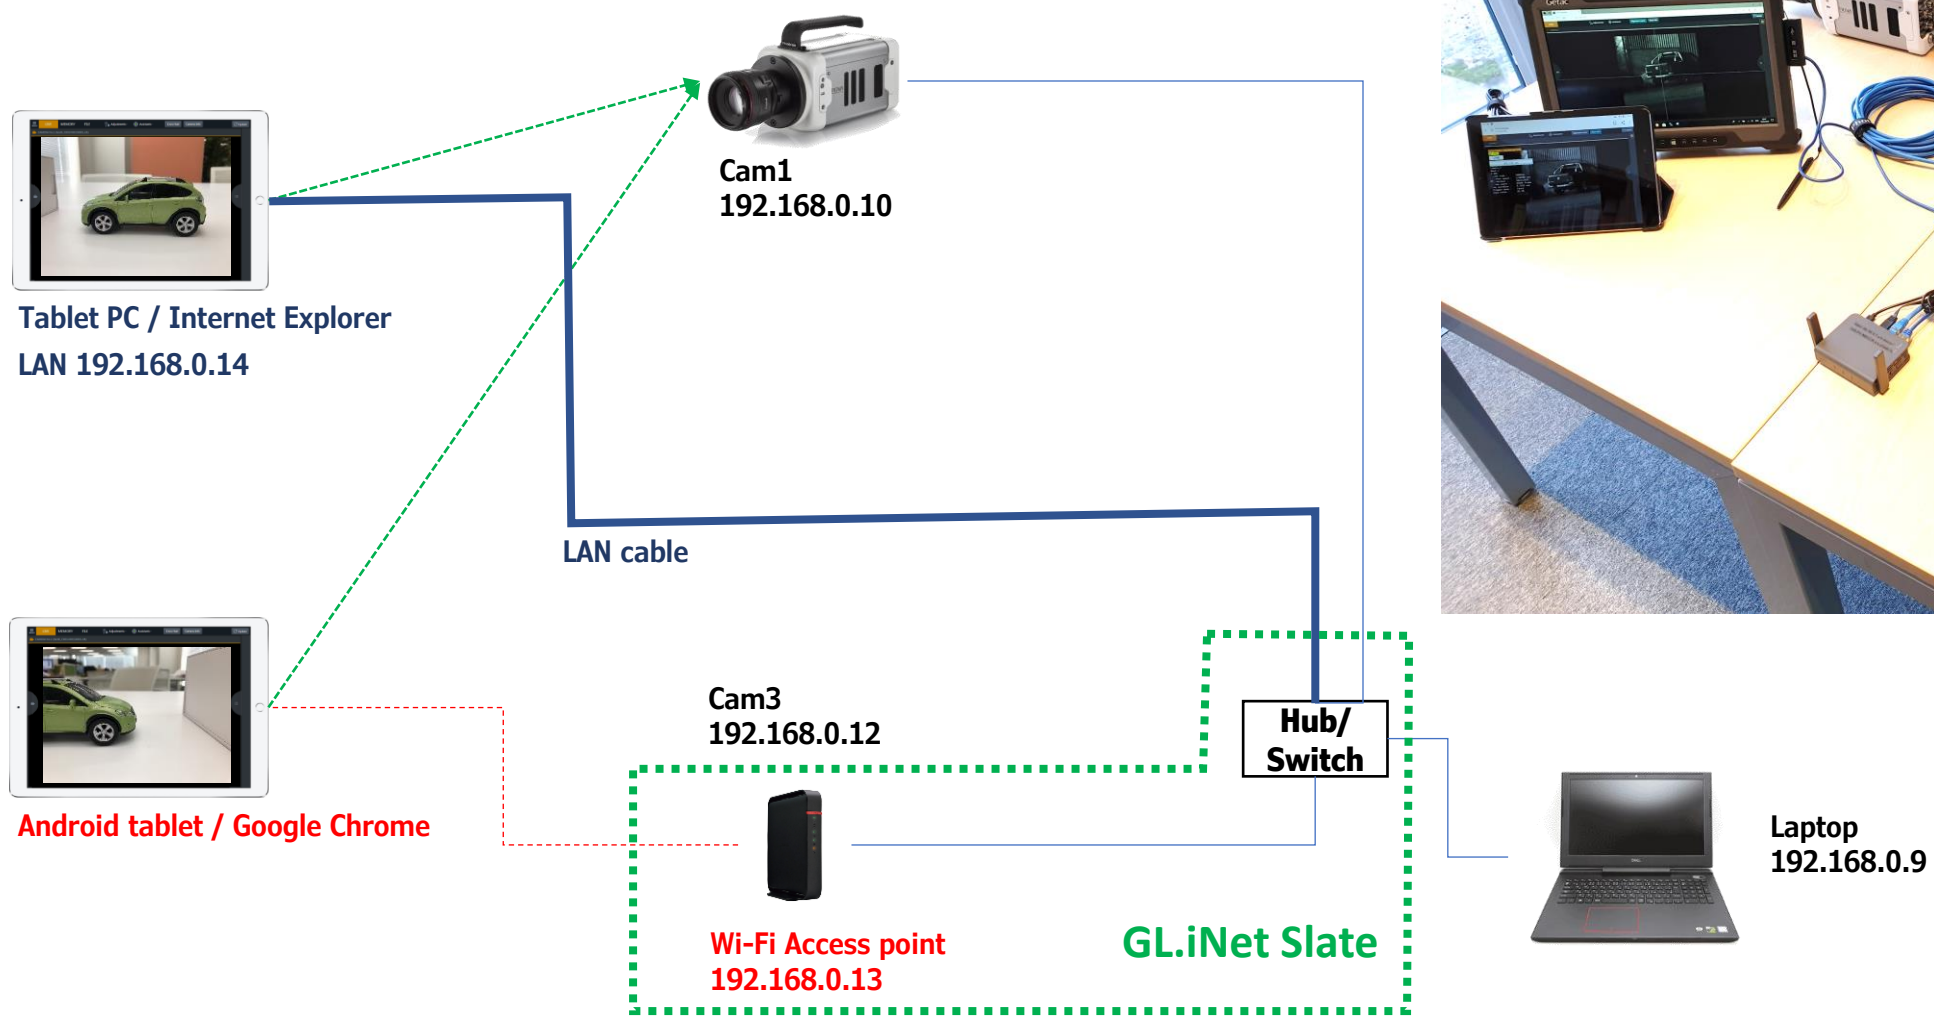 Cam1
192.168.0.10
Getac
Tablet PC / Internet Explorer
LAN 192.168.0.14
LAN cable
Cam3
192.168.0.12
Hub/
Switch
Android tablet / Google Chrome
Laptop
192.168.0.9
Wi-Fi Access point
192.168.0.13
GL.iNet Slate